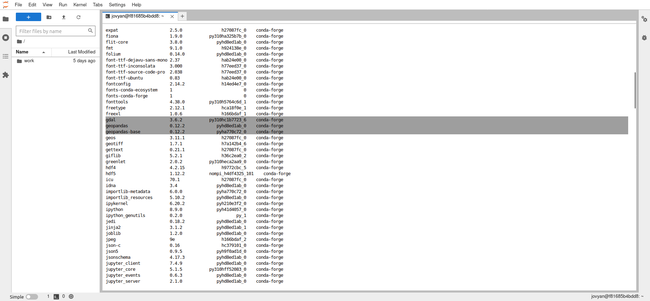 File Edit View Run Kernel Tabs Settings Help
Filter files by name
/
Name Last Modified
work 5 days ago
jovyan@f81685b4bdd8: ~
expat 2.5.0 h27087fc_0 conda-forge
fiona 1.9.0 conda-forge
flit-core 3.8.0 pyhd8ed1ab_0 conda-forge
fmt 9.1.0 h924138e_0 conda-forge
folium 0.14.0 pyhd8ed1ab_0 conda-forge
font-ttf-dejavu-sans-mono 2.37 hab24e00_0 conda-forge
font-ttf-inconsolata 3.000 h77eed37_0 conda-forge
font-ttf-source-code-pro 2.038 h77eed37_0 conda-forge
font-ttf-ubuntu 0.83 hab24e00_0 conda-forge
fontconfig 2.14.2 h14ed4e7_0 conda-forge
fonts-conda-ecosystem 1 0 conda-forge
fonts-conda-forge 1 0 conda-forge
fonttools 4.38.0 py310h5764c6d_1 conda-forge
freetype 2.12.1 hca18f0e_1 conda-forge
freexl 1.0.6 h166bdaf_1 conda-forge
gdal 3.6.2 conda-forge
geopandas 0.12.2 pyhd8ed1ab_0 conda-forge
geopandas-base 0.12.2 pyha770c72_0 conda-forge
geos 3.11.1 h27087fc_0 conda-forge
geotiff 1.7.1 h7a142b4_6 conda-forge
gettext 0.21.1 h27087fc_0 conda-forge
giflib 5.2.1 h36c2ea0_2 conda-forge
greenlet 2.0.2 conda-forge
hdf4 4.2.15 h9772cbc_5 conda-forge
hdf5 1.12.2 nompi_h4df4325_101 conda-forge
icu 70.1 h27087fc_0 conda-forge
idna 3.4 pyhd8ed1ab_0 conda-forge
importlib-metadata 6.0.0 pyha770c72_0 conda-forge
importlib_resources 5.10.2 pyhd8ed1ab_0 conda-forge
ipykernel 6.20.2 pyh210e3f2_0 conda-forge
ipython 8.9.0 pyh41d4057_0 conda-forge
ipython_genutils 0.2.0 py_1 conda-forge
jedi 0.18.2 pyhd8ed1ab_0 conda-forge
jinja2 3.1.2 pyhd8ed1ab_1 conda-forge
joblib 1.2.0 pyhd8ed1ab_0 conda-forge
jpeg 9e h166bdaf_2 conda-forge
json-c 0.16 hc379101_0 conda-forge
json5 0.9.5 pyh9f0ad1d_0 conda-forge
jsonschema 4.17.3 pyhd8ed1ab_0 conda-forge
jupyter_client 7.4.9 pyhd8ed1ab_0 conda-forge
jupyter_core 5.1.5 py310hff52083_0 conda-forge
jupyter_events 0.6.3 pyhd8ed1ab_0 conda-forge
jupyter_server 2.1.0 pyhd8ed1ab_0 conda-forge
Simple 1 0 jovyan@f81685b4bdd8: ~